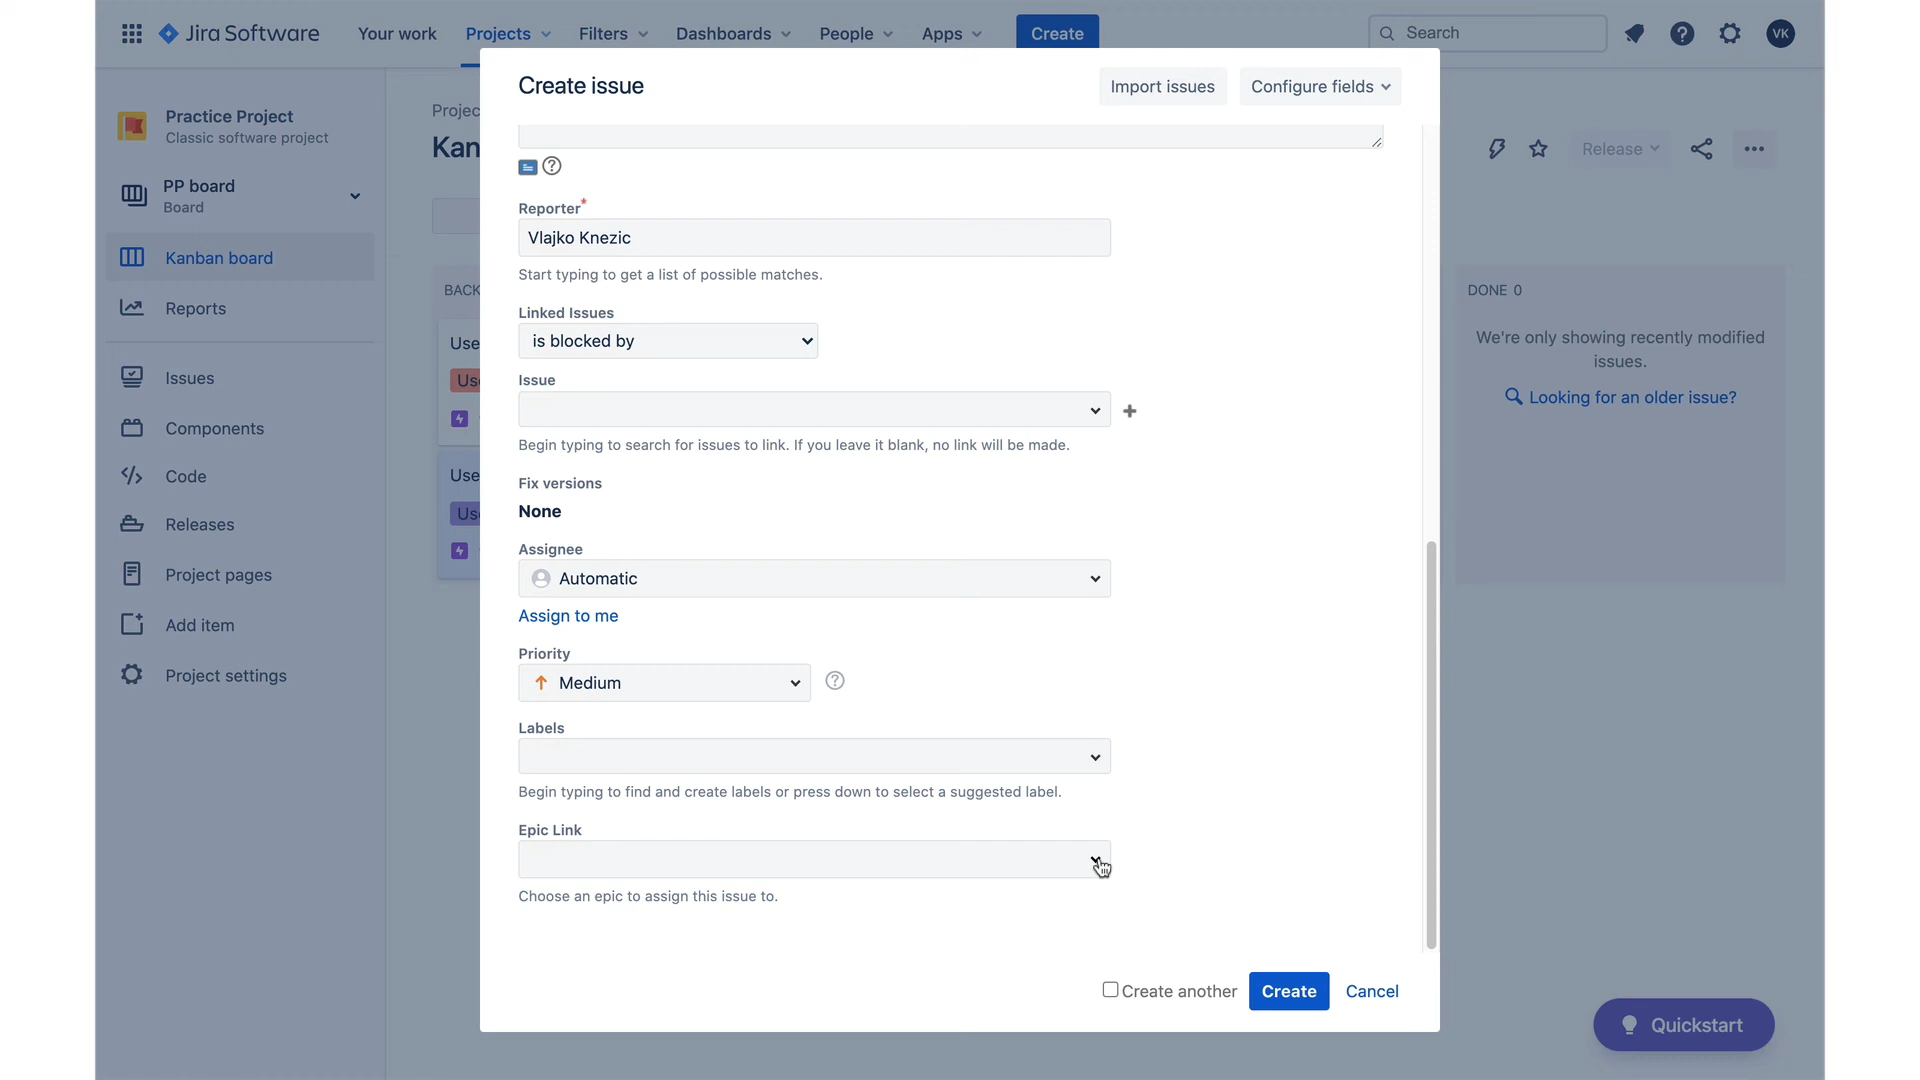 Jira Software
Your work
Projects
Filters
Dashboards
People
Apps
Create
Search
VK
Practice Project
Classic software project
PP board
Board
Kanban board
Reports
Issues
Components
Code
Releases
Project pages
Add item
Project settings
Projec
Kan
Release
BACK
Use
Use
Use
Use
DONE 0
We're only showing recently modified
issues.
Looking for an older issue?
Create issue
Import issues
Configure fields
Reporter*
Vlajko Knezic
Start typing to get a list of possible matches.
Linked Issues
is blocked by
Issue
Begin typing to search for issues to link. If you leave it blank, no link will be made.
Fix versions
None
Assignee
Automatic
Assign to me
Priority
Medium
Labels
Begin typing to find and create labels or press down to select a suggested label.
Epic Link
Choose an epic to assign this issue to.
Create another
Create
Cancel
Quickstart